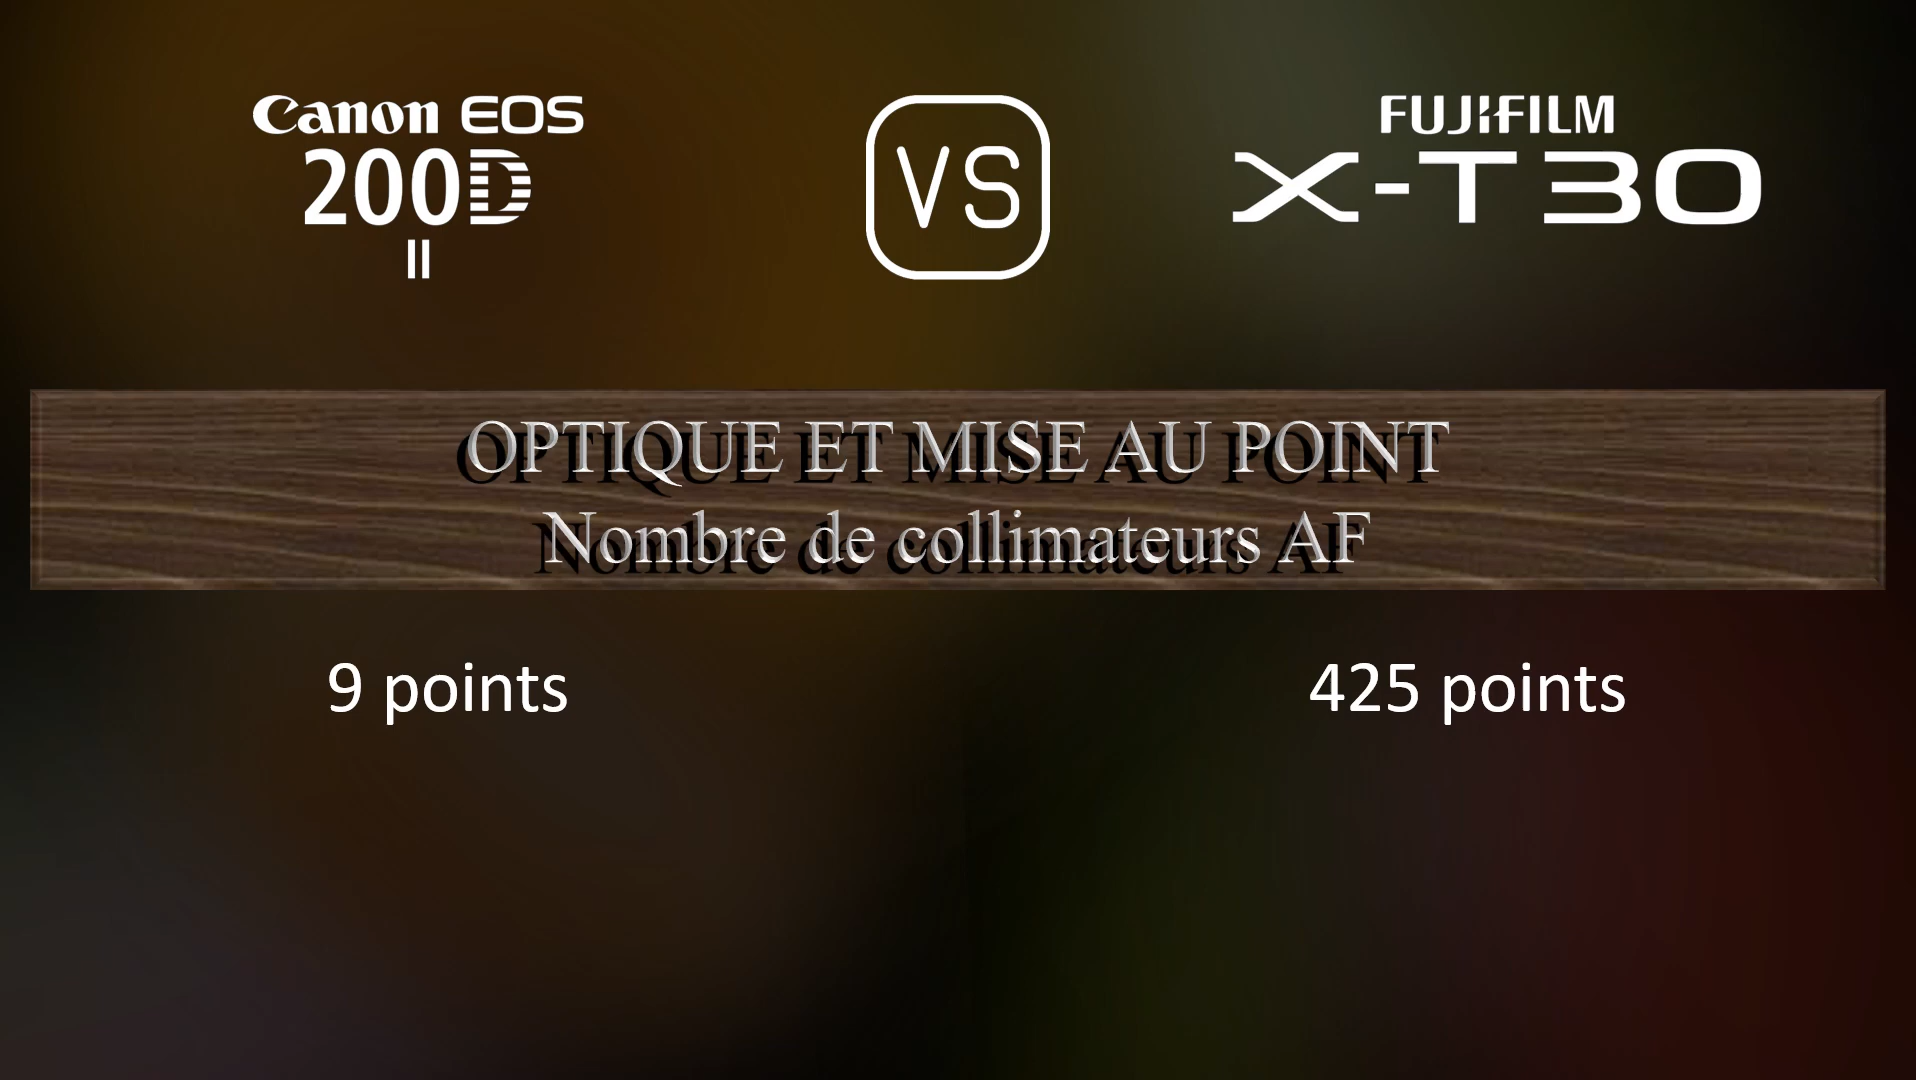 Canon EOS
200D
II
VS
FUJIFILM
X-T30
OPTIQUE ET MISE AU POINT
Nombre de collimateurs AF
9 points
425 points